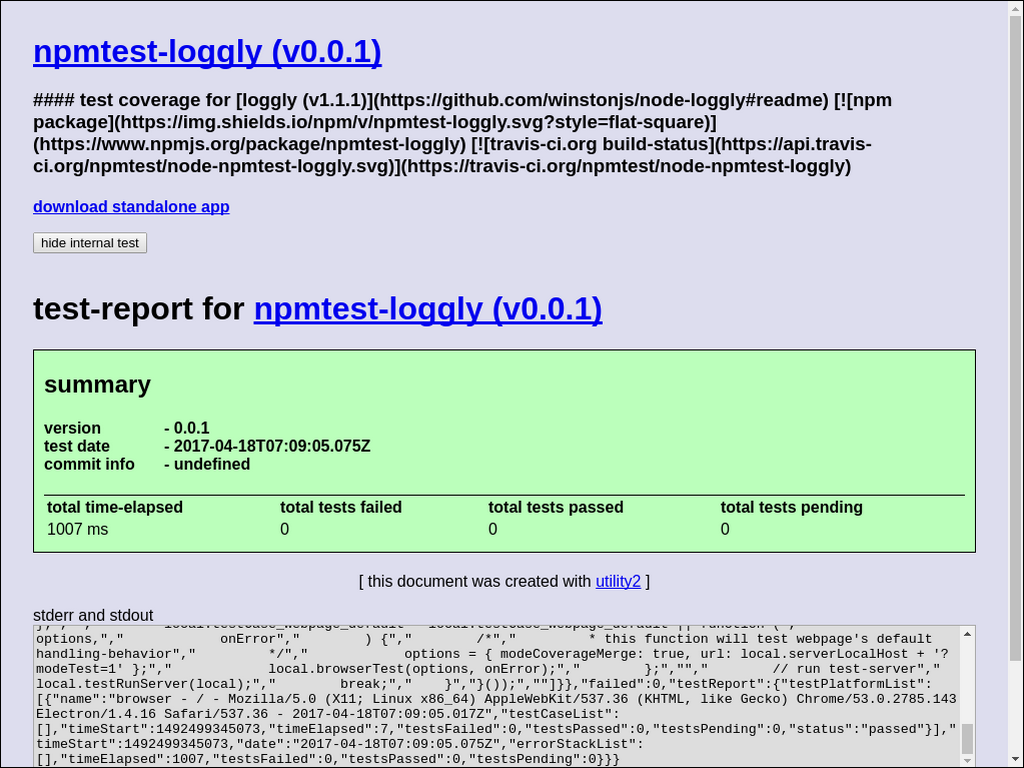 npmtest-loggly (v0.0.1)
#### test coverage for [loggly (v1.1.1)](https://github.com/winstonjs/node-loggly#readme) [![npm
package](https://img.shields.io/npm/v/npmtest-loggly.svg?style=flat-square)]
(https://www.npmjs.org/package/npmtest-loggly) [![travis-ci.org build-status](https://api.travis-
ci.org/npmtest/node-npmtest-loggly.svg)](https://travis-ci.org/npmtest/node-npmtest-loggly)
download standalone app
hide internal test
test-report for npmtest-loggly (v0.0.1)
summary
version - 0.0.1
test date - 2017-04-18T07:09:05.075Z
commit info - undefined
total time-elapsed total tests failed total tests passed total tests pending
1007 ms 0 0 0
[ this document was created with utility2 ]
stderr and stdout
options,","            onError","        ) {","        /*","         * this function will test webpage's default
handling-behavior","         */","            options = { modeCoverageMerge: true, url: local.serverLocalHost + '?
modeTest=1' };","            local.browserTest(options, onError);","        };","","        // run test-server","
local.testRunServer(local);","        break;","    }","}());",""]}},"failed":0,"testReport":{"testPlatformList":
[{"name":"browser - / - Mozilla/5.0 (X11; Linux x86_64) AppleWebKit/537.36 (KHTML, like Gecko) Chrome/53.0.2785.143
Electron/1.4.16 Safari/537.36 - 2017-04-18T07:09:05.017Z","testCaseList":
[],"timeStart":1492499345073,"timeElapsed":7,"testsFailed":0,"testsPassed":0,"testsPending":0,"status":"passed"}],"
timeStart":1492499345073,"date":"2017-04-18T07:09:05.075Z","errorStackList":
[],"timeElapsed":1007,"testsFailed":0,"testsPassed":0,"testsPending":0}}}